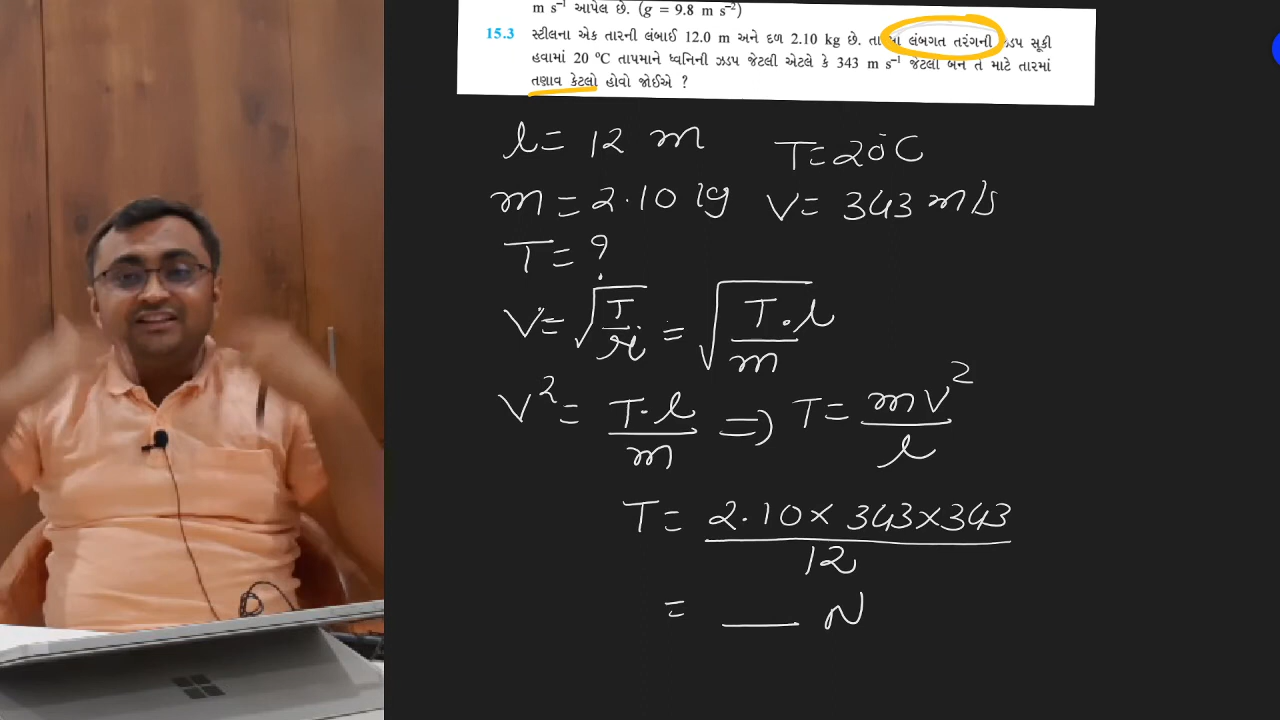 m s⁻¹ આપેલ છે. (g = 9.8 m s⁻²)
15.3 સ્ટીલના એક તારની લંબાઈ 12.0 m અને દળ 2.10 kg છે. લંબગત તરંગની ઝડપ સૂકી
હવામાં 20 °C તાપમાને ધ્વનિની ઝડપ જેટલી એટલે કે 343 m s⁻¹ જેટલી બને તે માટે તારમાં
તણાવ કેટલો હોવો જોઈએ ?
l = 12 m T = 20°C
m = 2.10 kg V = 343 m/s
T = ?
V = √(T/μ) = √(T·l/m)
V² = T·l/m ⇒ T = mV²/l
T = 2.10 × 343 × 343 / 12
= ___ N